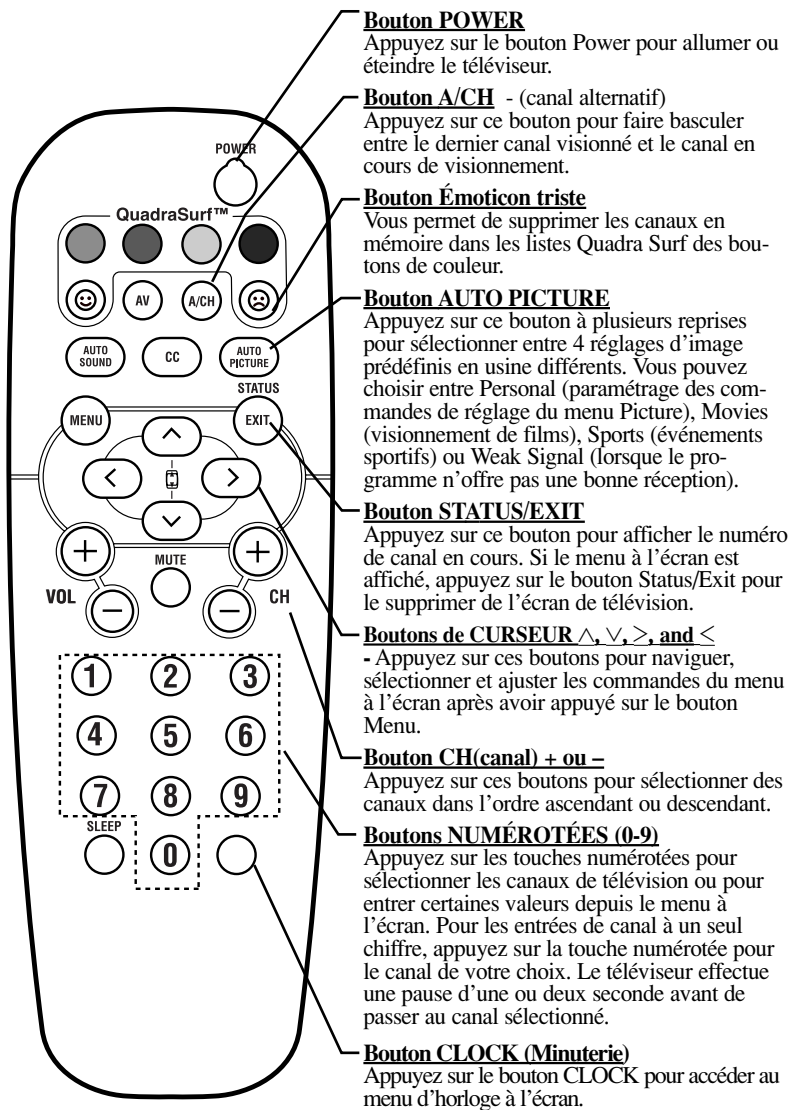 Bouton POWER
Appuyez sur le bouton Power pour allumer ou
éteindre le téléviseur.
Bouton A/CH - (canal alternatif)
Appuyez sur ce bouton pour faire basculer
entre le dernier canal visionné et le canal en
cours de visionnement.
Bouton Émoticon triste
Vous permet de supprimer les canaux en
mémoire dans les listes Quadra Surf des bou-
tons de couleur.
Bouton AUTO PICTURE
Appuyez sur ce bouton à plusieurs reprises
pour sélectionner entre 4 réglages d'image
prédéfinis en usine différents. Vous pouvez
choisir entre Personal (paramétrage des com-
mandes de réglage du menu Picture), Movies
(visionnement de films), Sports (événements
sportifs) ou Weak Signal (lorsque le pro-
gramme n'offre pas une bonne réception).
Bouton STATUS/EXIT
Appuyez sur ce bouton pour afficher le numéro
de canal en cours. Si le menu à l'écran est
affiché, appuyez sur le bouton Status/Exit pour
le supprimer de l'écran de télévision.
Boutons de CURSEUR ∧, ∨, >, and <
- Appuyez sur ces boutons pour naviguer,
sélectionner et ajuster les commandes du menu
à l'écran après avoir appuyé sur le bouton
Menu.
Bouton CH(canal) + ou –
Appuyez sur ces boutons pour sélectionner des
canaux dans l'ordre ascendant ou descendant.
Boutons NUMÉROTÉES (0-9)
Appuyez sur les touches numérotées pour
sélectionner les canaux de télévision ou pour
entrer certaines valeurs depuis le menu à
l'écran. Pour les entrées de canal à un seul
chiffre, appuyez sur la touche numérotée pour
le canal de votre choix. Le téléviseur effectue
une pause d'une ou deux seconde avant de
passer au canal sélectionné.
Bouton CLOCK (Minuterie)
Appuyez sur le bouton CLOCK pour accéder au
menu d'horloge à l'écran.
POWER
QuadraSurf™
AV A/CH
AUTO SOUND CC AUTO PICTURE
STATUS
MENU EXIT
∧
< >
∨
+ MUTE +
VOL – – CH
1 2 3
4 5 6
7 8 9
SLEEP
0